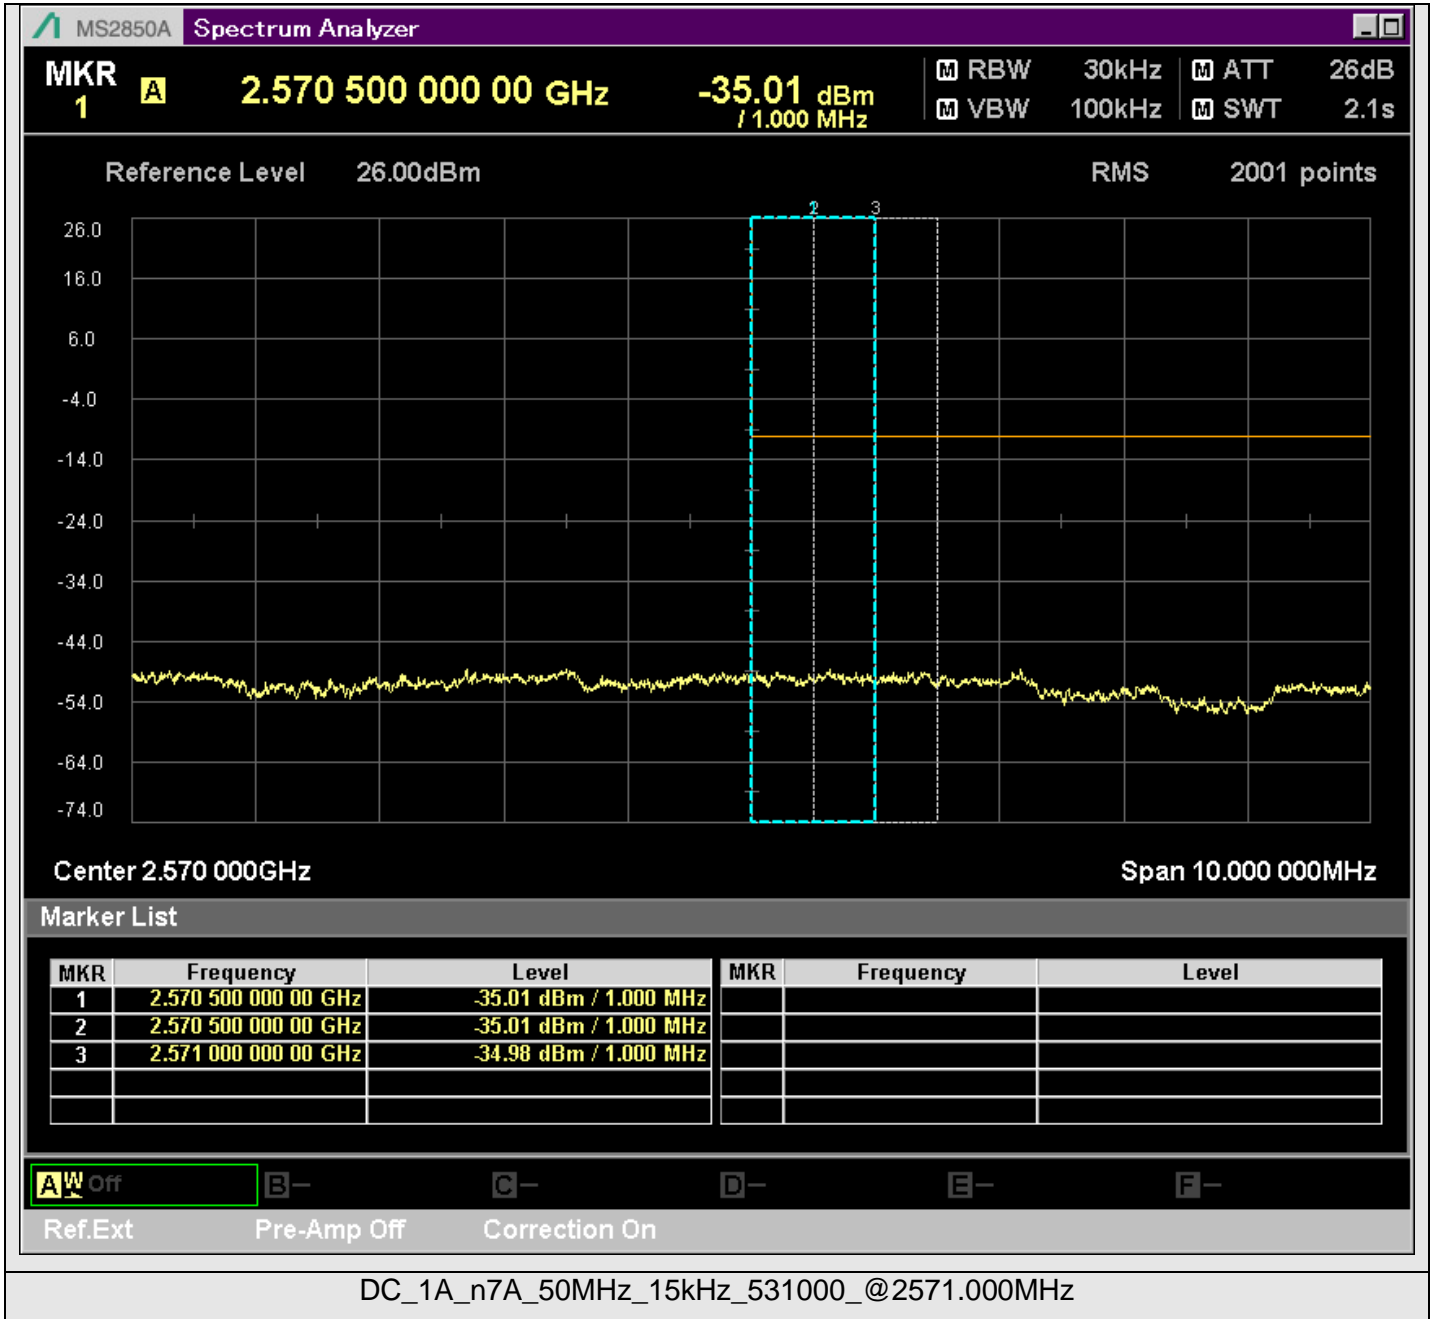 MS2850A Spectrum Analyzer
MKR 1 A 2.570 500 000 00 GHz -35.01 dBm / 1.000 MHz
M RBW 30kHz M ATT 26dB
M VBW 100kHz M SWT 2.1s
Reference Level 26.00dBm RMS 2001 points
2 3
26.0
16.0
6.0
-4.0
-14.0
-24.0
-34.0
-44.0
-54.0
-64.0
-74.0
Center 2.570 000GHz Span 10.000 000MHz
Marker List
MKR Frequency Level MKR Frequency Level
1 2.570 500 000 00 GHz -35.01 dBm / 1.000 MHz
2 2.570 500 000 00 GHz -35.01 dBm / 1.000 MHz
3 2.571 000 000 00 GHz -34.98 dBm / 1.000 MHz
A W Off B- C- D- E- F-
Ref.Ext Pre-Amp Off Correction On
DC_1A_n7A_50MHz_15kHz_531000_@2571.000MHz